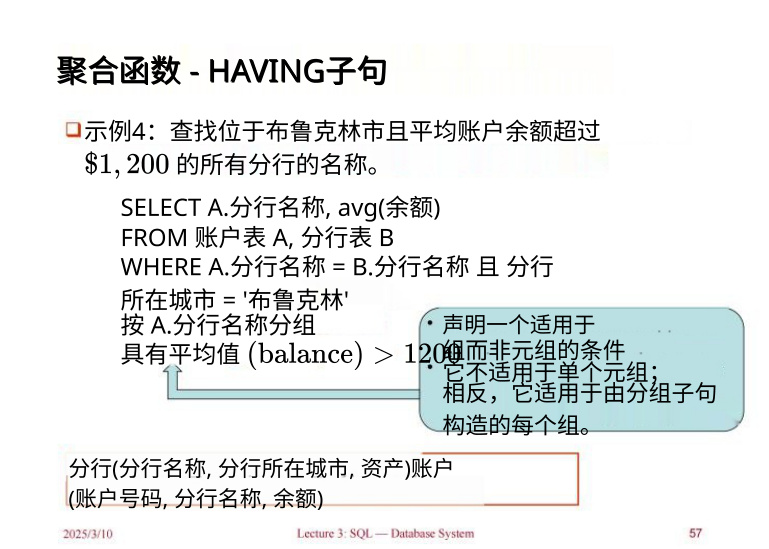 聚合函数 - HAVING子句
示例4：查找位于布鲁克林市且平均账户余额超过
$1, 200 的所有分行的名称。
SELECT A.分行名称, avg(余额)
FROM 账户表 A, 分行表 B
WHERE A.分行名称 = B.分行名称 且 分行
所在城市 = '布鲁克林'
按 A.分行名称分组
具有平均值 (balance) > 1200
• 声明一个适用于
组而非元组的条件
• 它不适用于单个元组；
相反，它适用于由分组子句
构造的每个组。
分行(分行名称, 分行所在城市, 资产)账户
(账户号码, 分行名称, 余额)
2025/3/10
Lecture 3: SQL — Database System
57